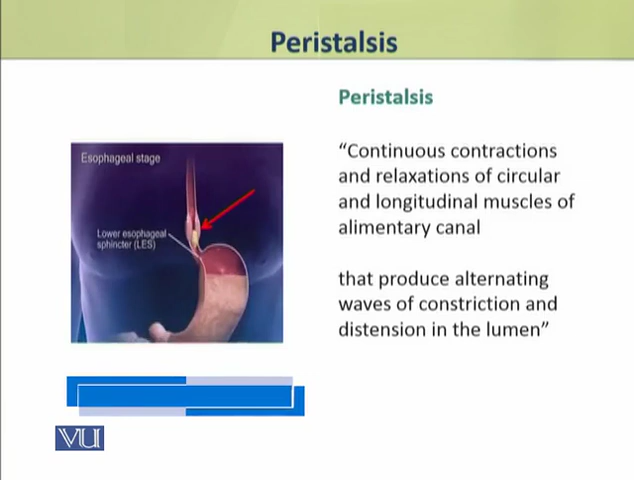 Peristalsis
Peristalsis
“Continuous contractions
and relaxations of circular
and longitudinal muscles of
alimentary canal
that produce alternating
waves of constriction and
distension in the lumen”
Esophageal stage
Lower esophageal
sphincter (LES)
VU